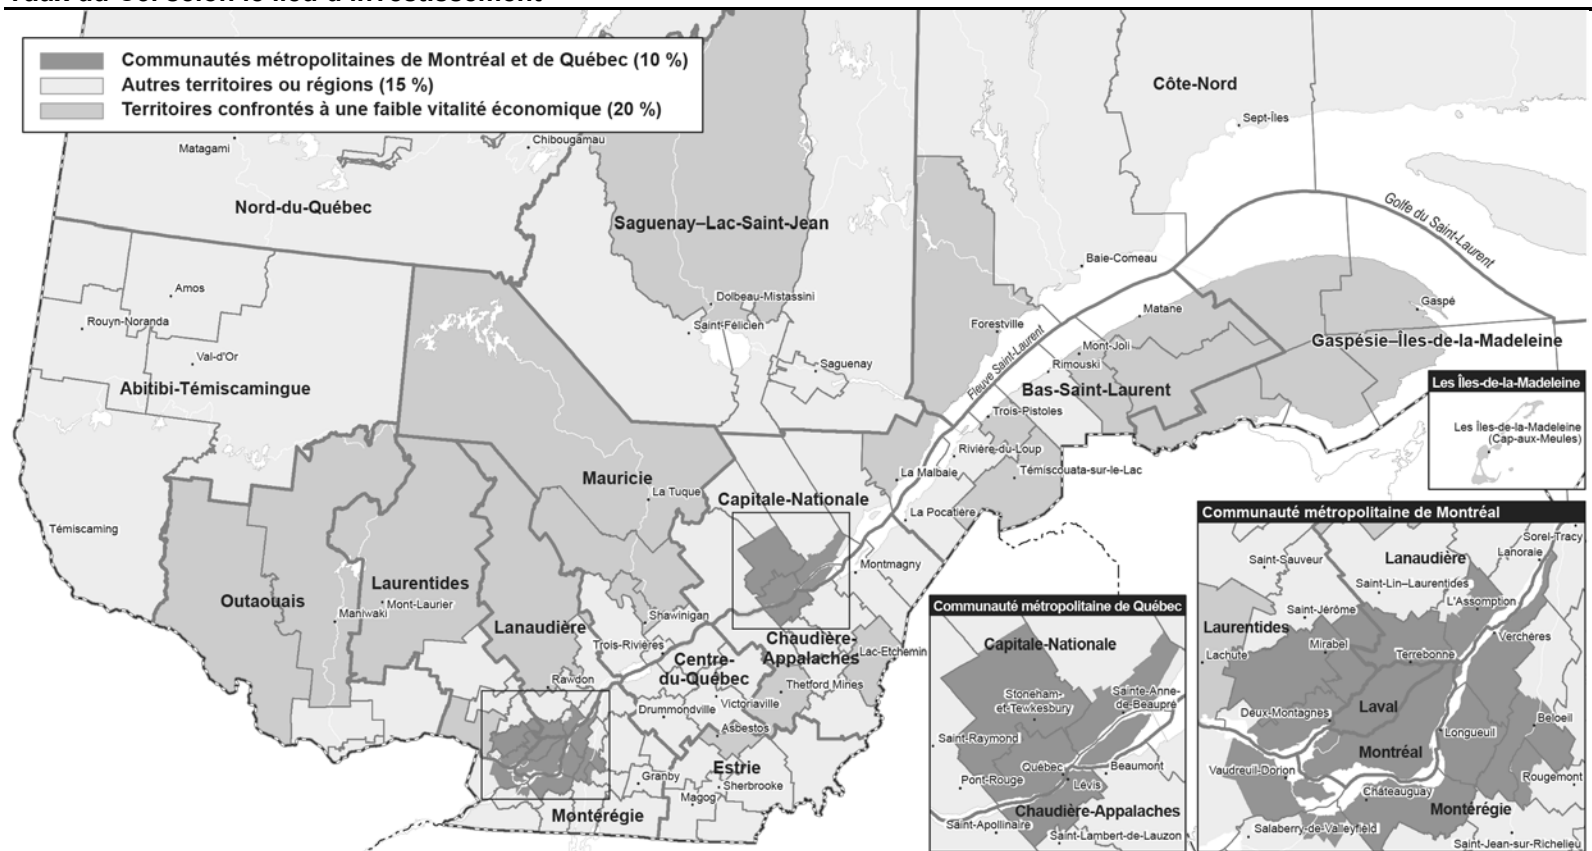 Taux du C3i selon le lieu d'investissement
Communautés métropolitaines de Montréal et de Québec (10 %)
Autres territoires ou régions (15 %)
Territoires confrontés à une faible vitalité économique (20 %)
Côte-Nord
Sept-Îles
Matagami
Chibougamau
Nord-du-Québec
Saguenay–Lac-Saint-Jean
Golfe du Saint-Laurent
Baie-Comeau
Amos
Dolbeau-Mistassini
Matane
Gaspé
Rouyn-Noranda
Saint-Félicien
Forestville
Fleuve Saint-Laurent
Mont-Joli
Gaspésie–Îles-de-la-Madeleine
Val-d'Or
Saguenay
Rimouski
Abitibi-Témiscamingue
Bas-Saint-Laurent
Les Îles-de-la-Madeleine
Trois-Pistoles
Les Îles-de-la-Madeleine
(Cap-aux-Meules)
Rivière-du-Loup
La Malbaie
Témiscouata-sur-le-Lac
Mauricie
La Tuque
Capitale-Nationale
La Pocatière
Témiscaming
Montmagny
Laurentides
Outaouais
Maniwaki
Mont-Laurier
Shawinigan
Lanaudière
Trois-Rivières
Chaudière-
Appalaches
Lac-Etchemin
Centre-
du-Québec
Rawdon
Thetford Mines
Drummondville
Victoriaville
Asbestos
Estrie
Granby
Sherbrooke
Magog
Montérégie
Communauté métropolitaine de Québec
Capitale-Nationale
Stoneham-
et-Tewkesbury
Sainte-Anne-
de-Beaupré
Saint-Raymond
Québec
Beaumont
Pont-Rouge
Lévis
Chaudière-Appalaches
Saint-Apollinaire
Saint-Lambert-de-Lauzon
Communauté métropolitaine de Montréal
Sorel-Tracy
Lanaudière
Lanoraie
Saint-Sauveur
Saint-Lin–Laurentides
L'Assomption
Saint-Jérôme
Laurentides
Mirabel
Verchères
Lachute
Terrebonne
Laval
Deux-Montagnes
Beloeil
Longueuil
Montréal
Vaudreuil-Dorion
Rougemont
Châteauguay
Montérégie
Salaberry-de-Valleyfield
Saint-Jean-sur-Richelieu